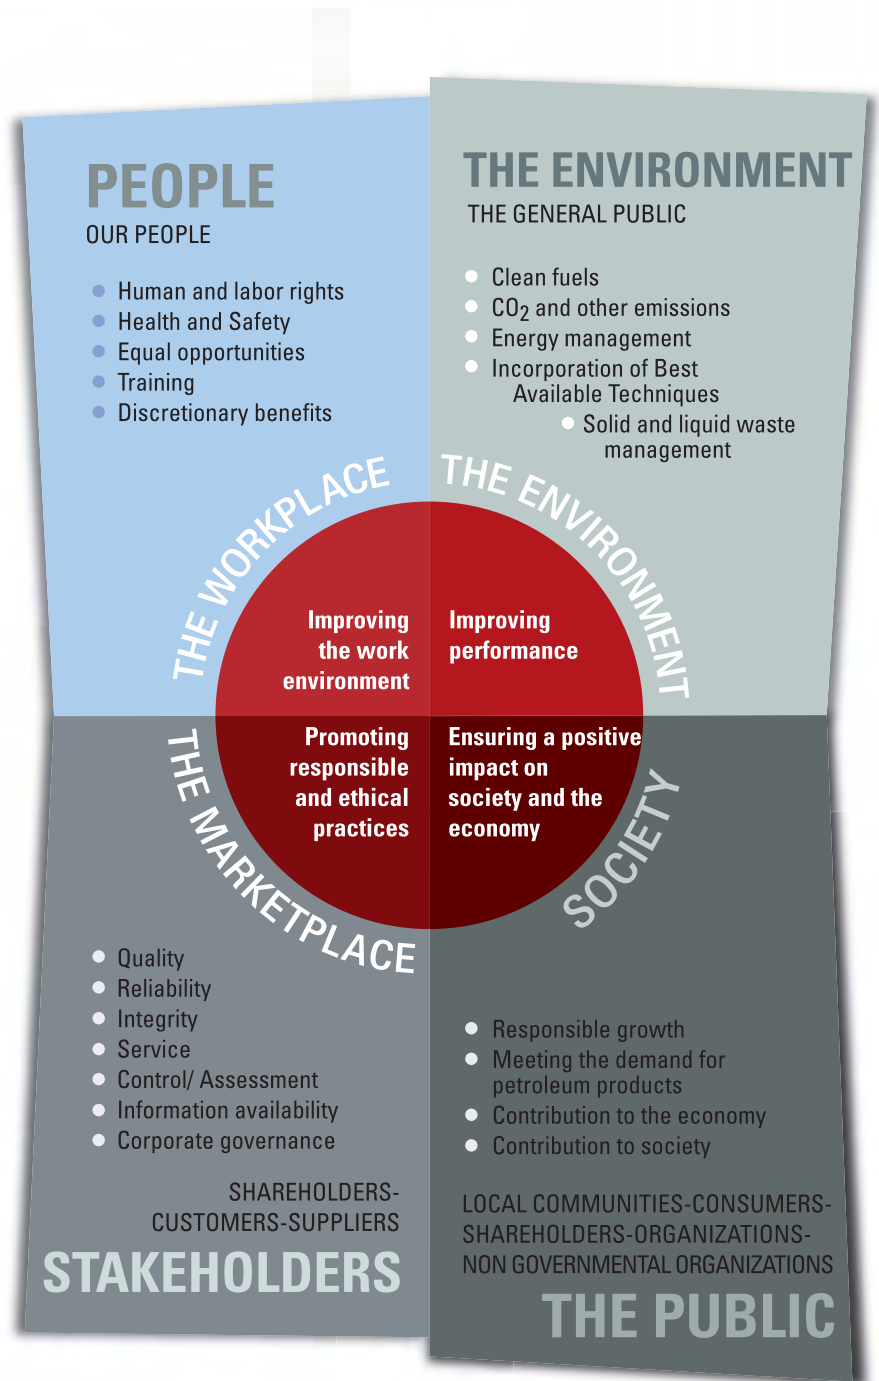 PEOPLE
OUR PEOPLE
Human and labor rights
Health and Safety
Equal opportunities
Training
Discretionary benefits
THE ENVIRONMENT
THE GENERAL PUBLIC
Clean fuels
CO2 and other emissions
Energy management
Incorporation of Best
Available Techniques
Solid and liquid waste
management
THE WORKPLACE
THE ENVIRONMENT
Improving
the work
environment
Improving
performance
Promoting
responsible
and ethical
practices
Ensuring a positive
impact on
society and the
economy
THE MARKETPLACE
SOCIETY
Quality
Reliability
Integrity
Service
Control/ Assessment
Information availability
Corporate governance
SHAREHOLDERS-
CUSTOMERS-SUPPLIERS
STAKEHOLDERS
Responsible growth
Meeting the demand for
petroleum products
Contribution to the economy
Contribution to society
LOCAL COMMUNITIES-CONSUMERS-
SHAREHOLDERS-ORGANIZATIONS-
NON GOVERNMENTAL ORGANIZATIONS
THE PUBLIC